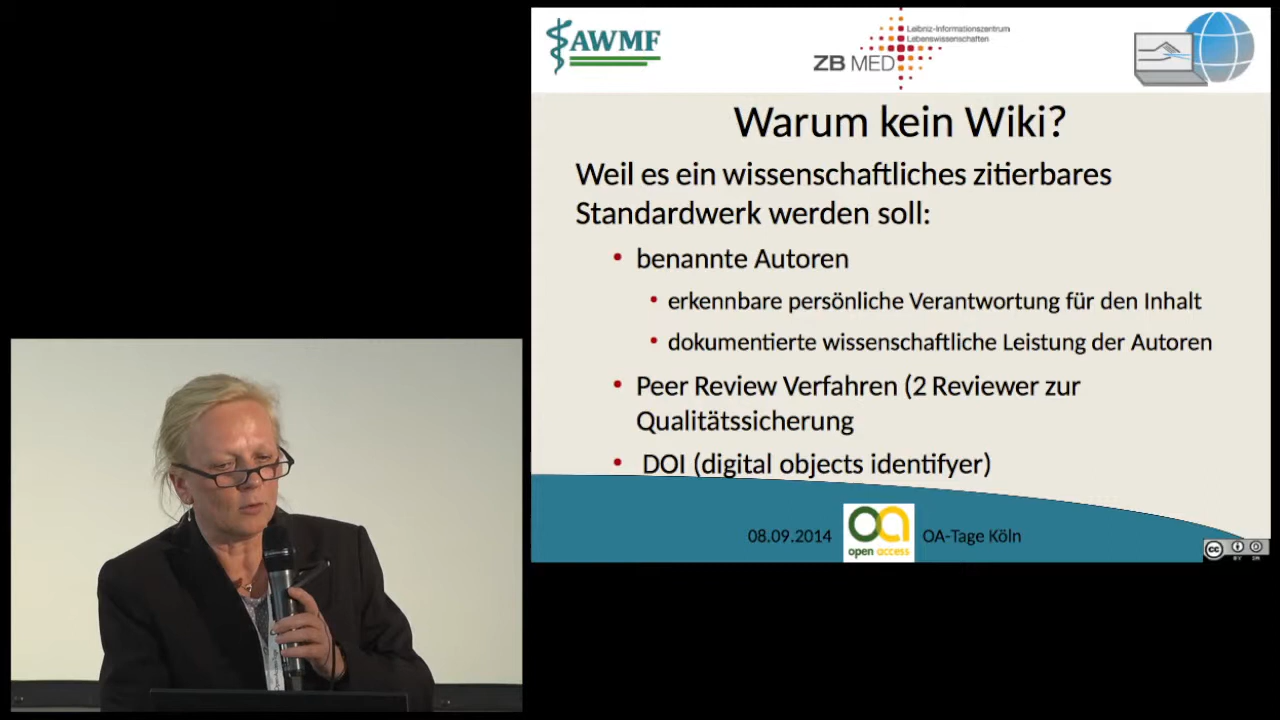 AWMF
Leibniz-Informationszentrum
Lebenswissenschaften
ZB MED
Warum kein Wiki?
Weil es ein wissenschaftliches zitierbares
Standardwerk werden soll:
• benannte Autoren
• erkennbare persönliche Verantwortung für den Inhalt
• dokumentierte wissenschaftliche Leistung der Autoren
• Peer Review Verfahren (2 Reviewer zur
Qualitätssicherung
• DOI (digital objects identifyer)
08.09.2014
oa
open access
OA-Tage Köln
cc